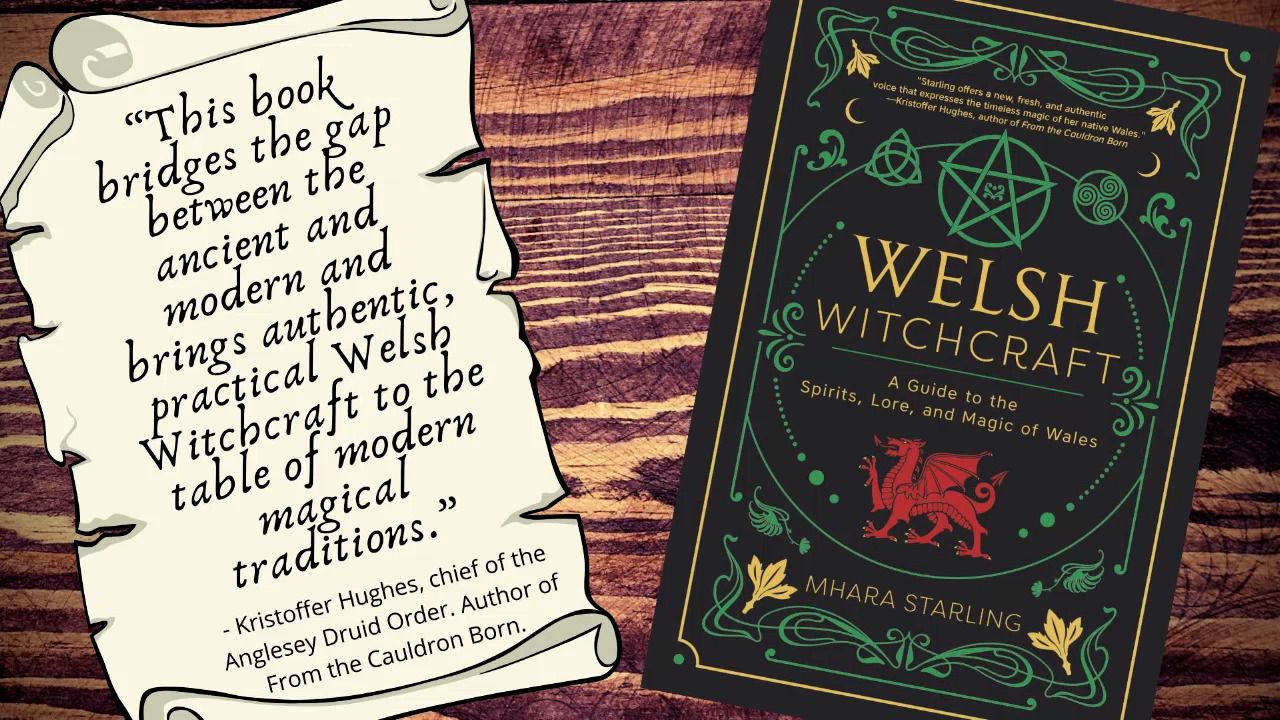 “This book
bridges the gap
between the
ancient and
modern and
brings authentic,
practical Welsh
Witchcraft to the
table of modern
magical
traditions.”
- Kristoffer Hughes, chief of the
Anglesey Druid Order. Author of
From the Cauldron Born.
"Starling offers a new, fresh, and authentic
voice that expresses the timeless magic of her native Wales."
—Kristoffer Hughes, author of From the Cauldron Born
WELSH
WITCHCRAFT
A Guide to the
Spirits, Lore, and Magic of Wales
MHARA STARLING